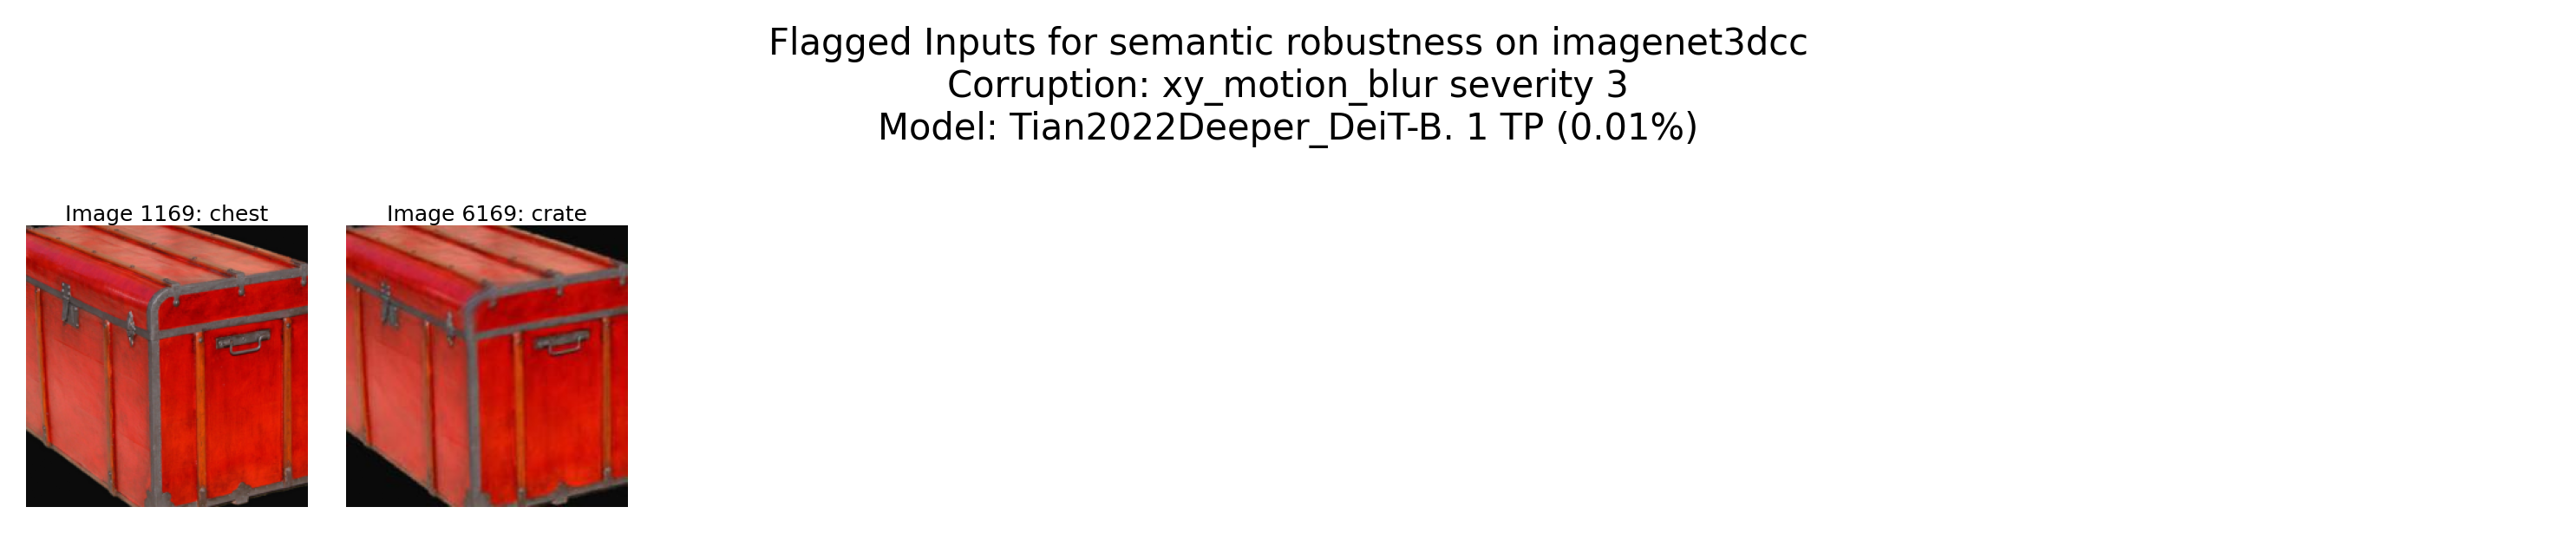 Flagged Inputs for semantic robustness on imagenet3dcc
Corruption: xy_motion_blur severity 3
Model: Tian2022Deeper_DeiT-B. 1 TP (0.01%)
Image 1169: chest
Image 6169: crate